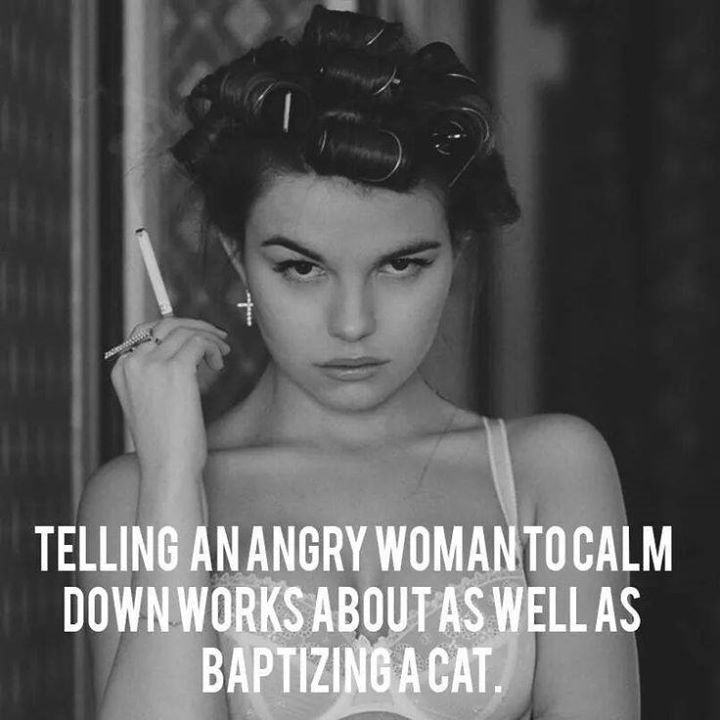 TELLING AN ANGRY WOMAN TO CALM
DOWN WORKS ABOUT AS WELL AS
BAPTIZING A CAT.